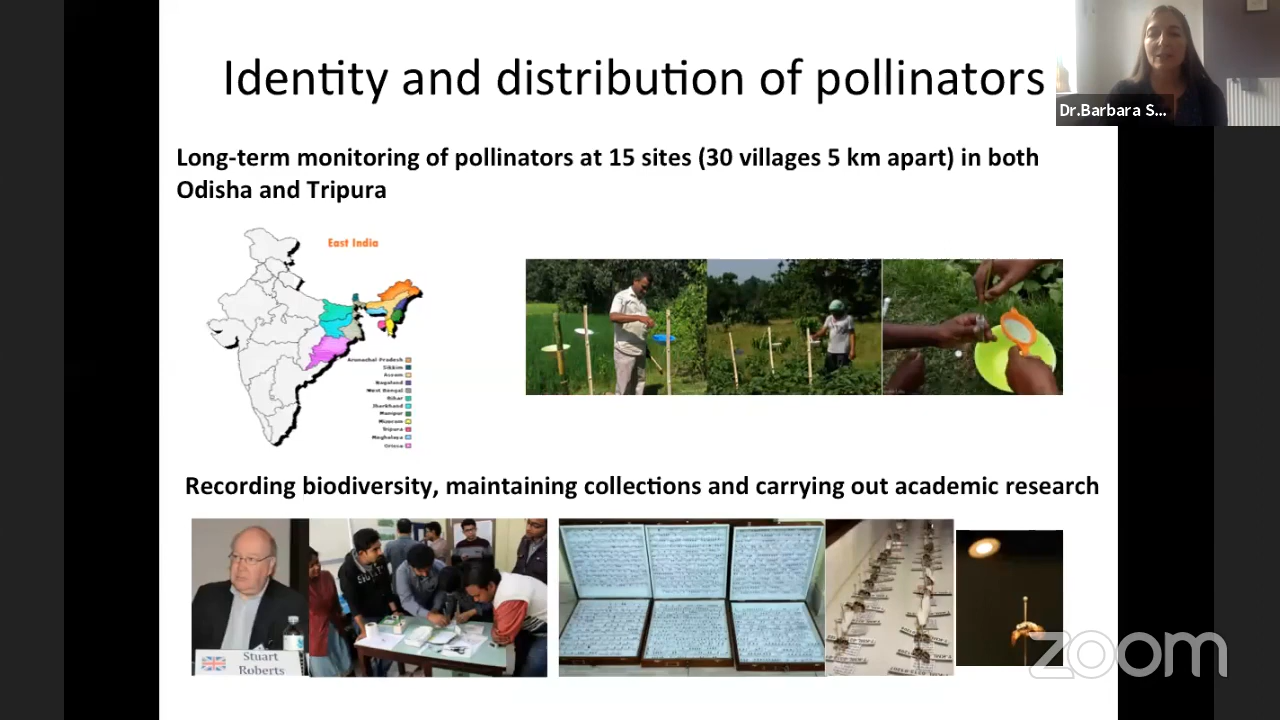 Identity and distribution of pollinators
Dr.Barbara S...
Long-term monitoring of pollinators at 15 sites (30 villages 5 km apart) in both
Odisha and Tripura
East India
Arunachal-Pradesh
Sikkim
Assam
Nagaland
West Bengal
Bihar
Jharkhand
Manipur
Mizoram
Tripura
Meghalaya
Orissa
Recording biodiversity, maintaining collections and carrying out academic research
Stuart
Roberts
zoom